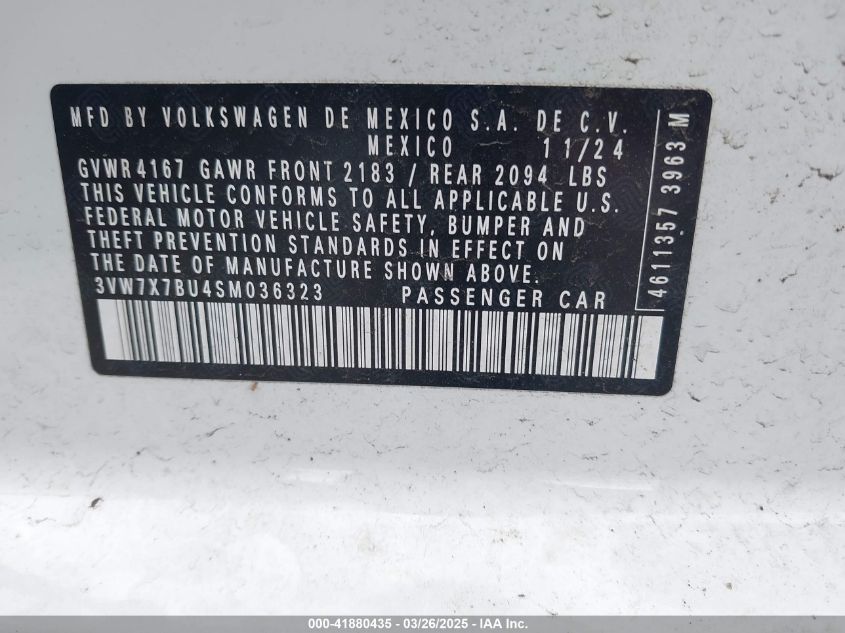 MFD BY VOLKSWAGEN DE MEXICO S.A. DE C.V.
MEXICO 11/24
GVWR 4167 GAWR FRONT 2183 / REAR 2094 LBS
THIS VEHICLE CONFORMS TO ALL APPLICABLE U.S.
FEDERAL MOTOR VEHICLE SAFETY, BUMPER AND
THEFT PREVENTION STANDARDS IN EFFECT ON
THE DATE OF MANUFACTURE SHOWN ABOVE.
3VW7X7BU4SM036323 PASSENGER CAR
4611357 3963 M
000-41880435 - 03/26/2025 - IAA Inc.